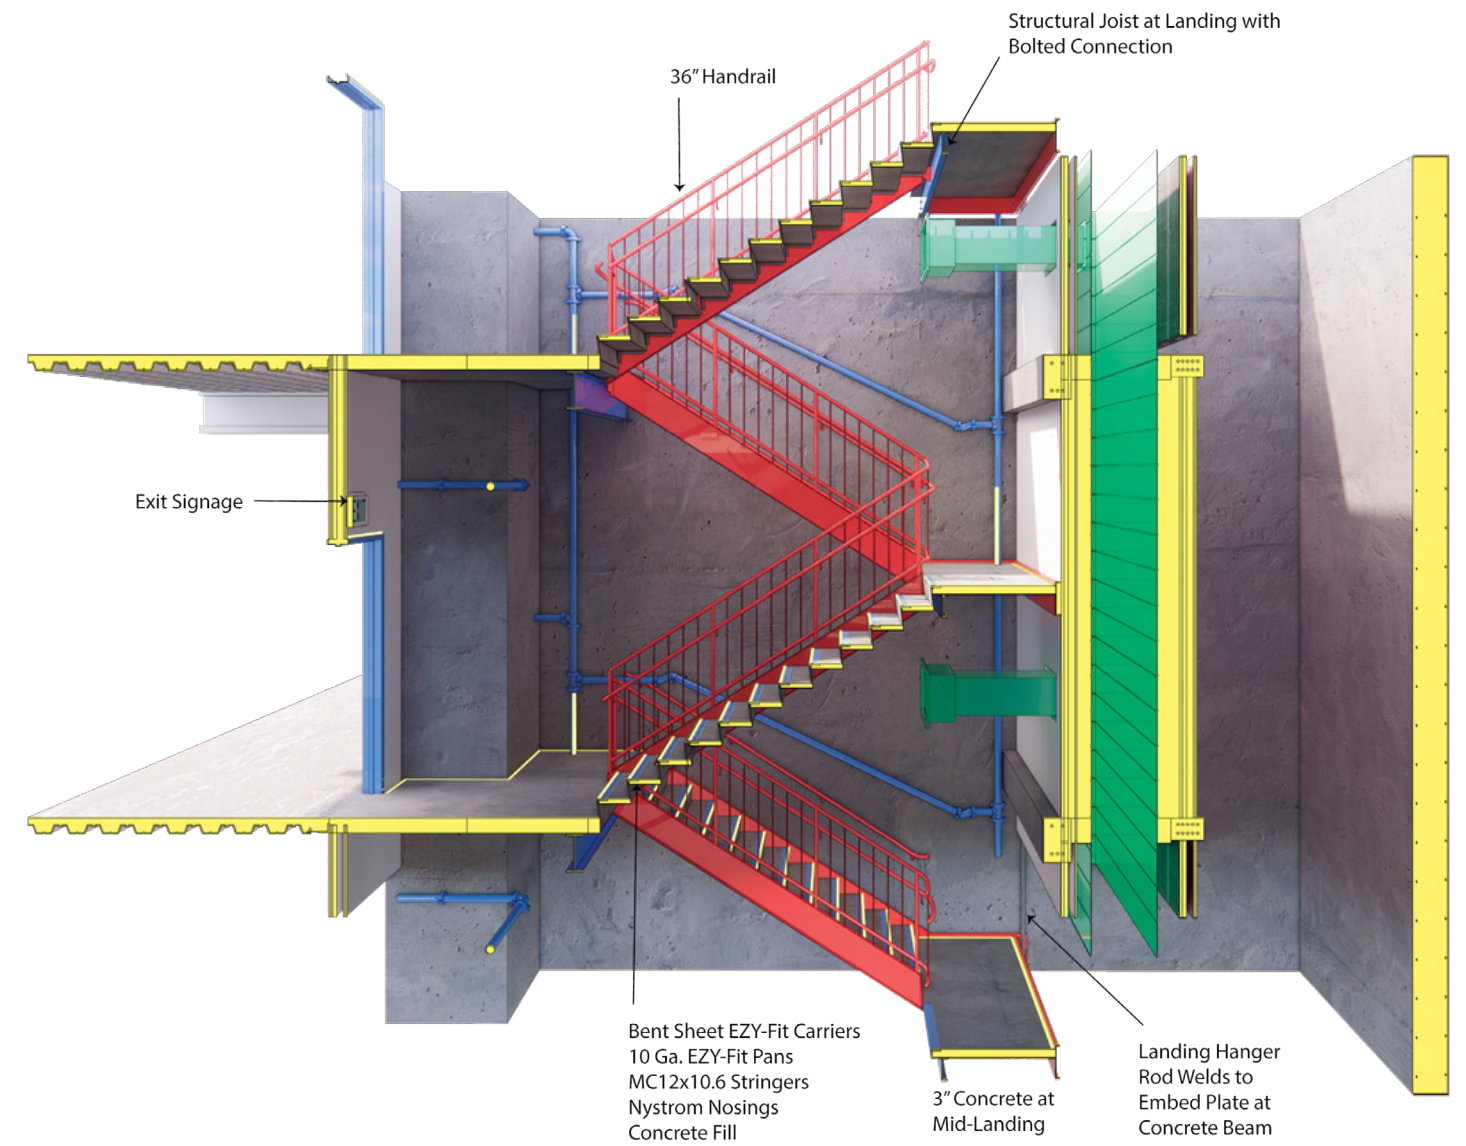 Structural Joist at Landing with
Bolted Connection
36” Handrail
Exit Signage
Bent Sheet EZY-Fit Carriers
10 Ga. EZY-Fit Pans
MC12x10.6 Stringers
Nystrom Nosings
Concrete Fill
3” Concrete at
Mid-Landing
Landing Hanger
Rod Welds to
Embed Plate at
Concrete Beam